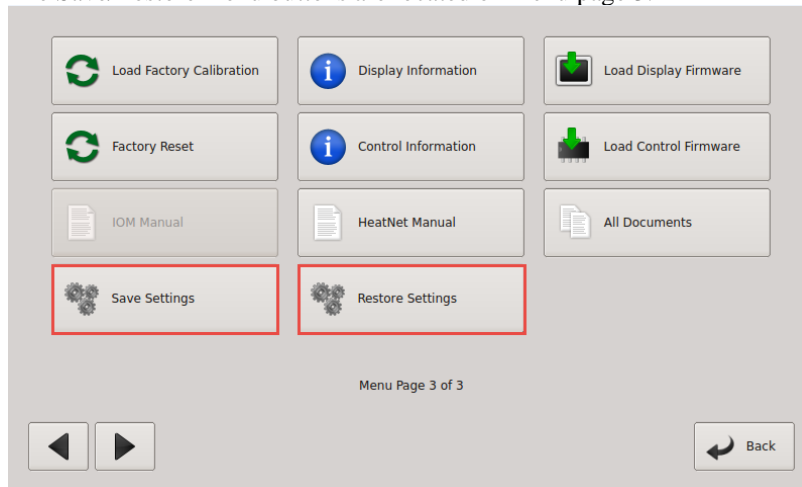 Load Factory Calibration
Display Information
Load Display Firmware
Factory Reset
Control Information
Load Control Firmware
IOM Manual
HeatNet Manual
All Documents
Save Settings
Restore Settings
Menu Page 3 of 3
Back